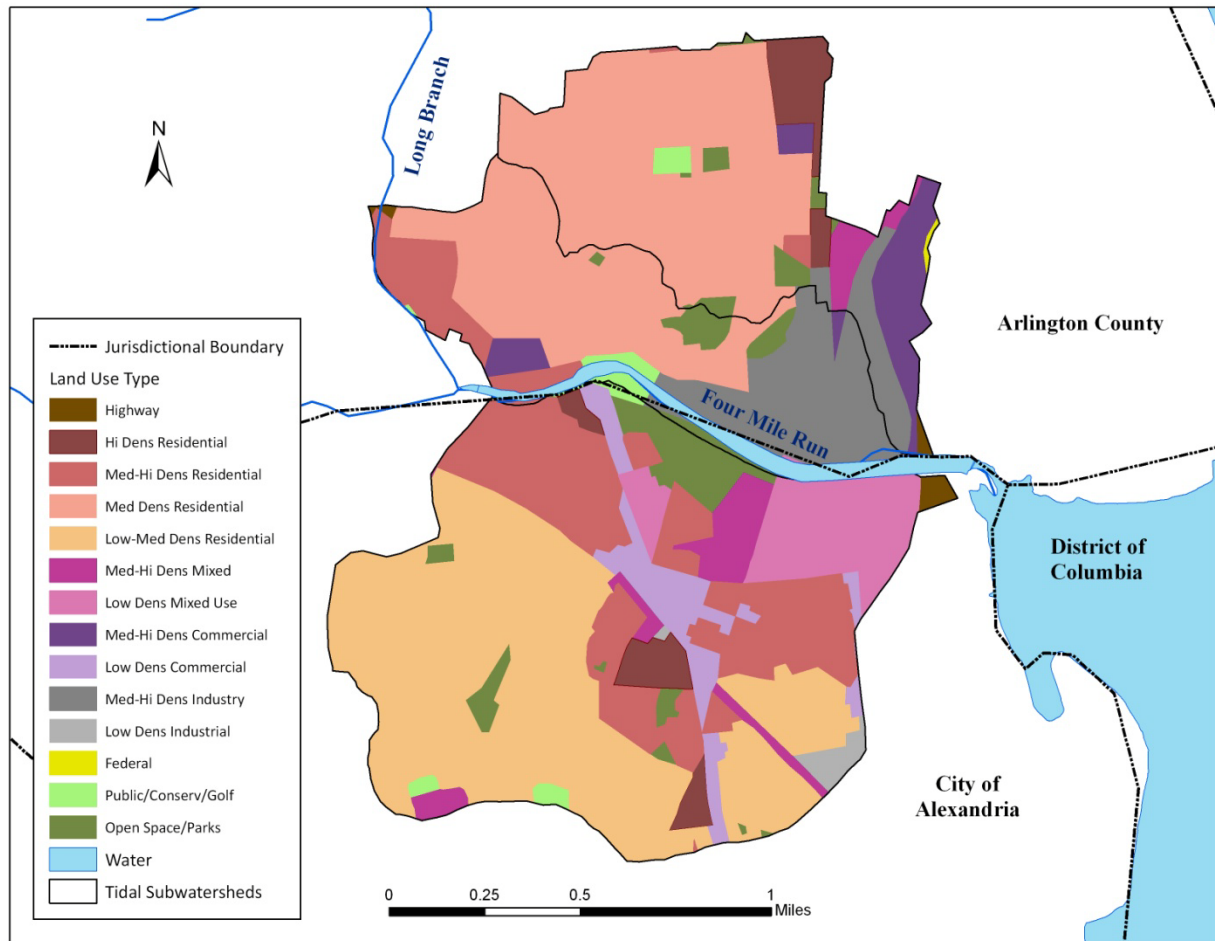 N
Long Branch
Four Mile Run
Arlington County
District of
Columbia
City of
Alexandria
Jurisdictional Boundary
Land Use Type
Highway
Hi Dens Residential
Med-Hi Dens Residential
Med Dens Residential
Low-Med Dens Residential
Med-Hi Dens Mixed
Low Dens Mixed Use
Med-Hi Dens Commercial
Low Dens Commercial
Med-Hi Dens Industry
Low Dens Industrial
Federal
Public/Conserv/Golf
Open Space/Parks
Water
Tidal Subwatersheds
0 0.25 0.5 1
Miles